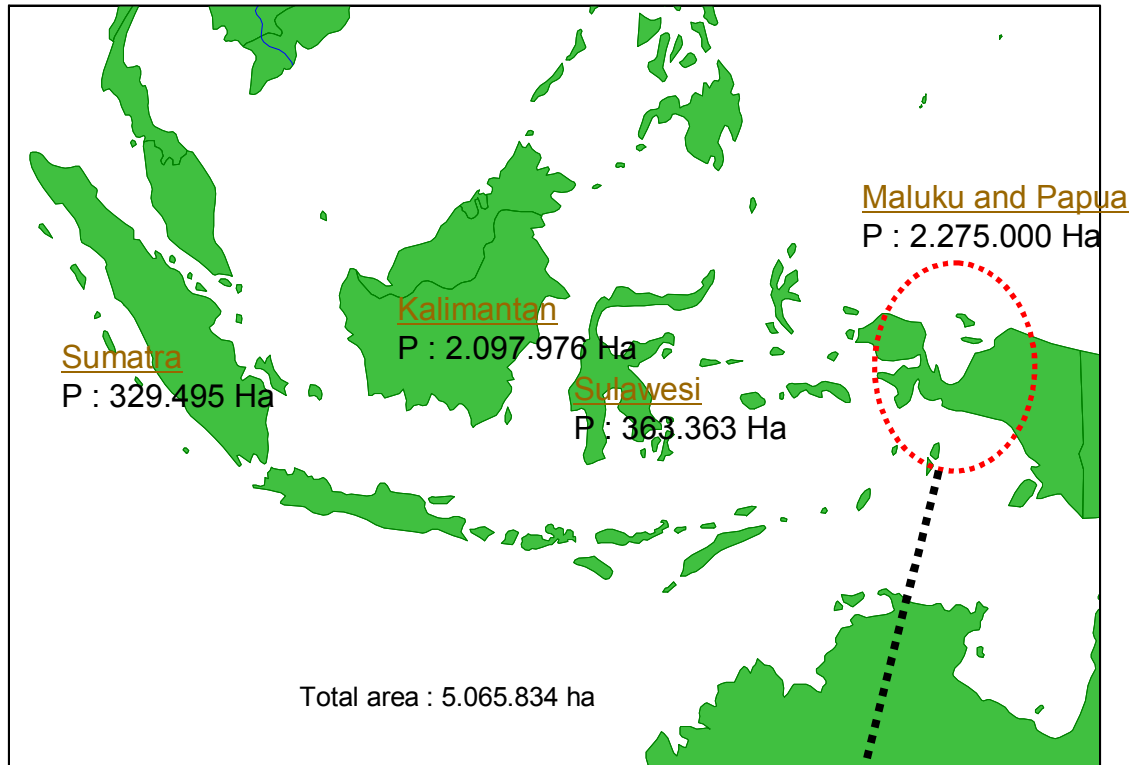 Maluku and Papua
P : 2.275.000 Ha
Kalimantan
P : 2.097.976 Ha
Sumatra
P : 329.495 Ha
Sulawesi
P : 363.363 Ha
Total area : 5.065.834 ha